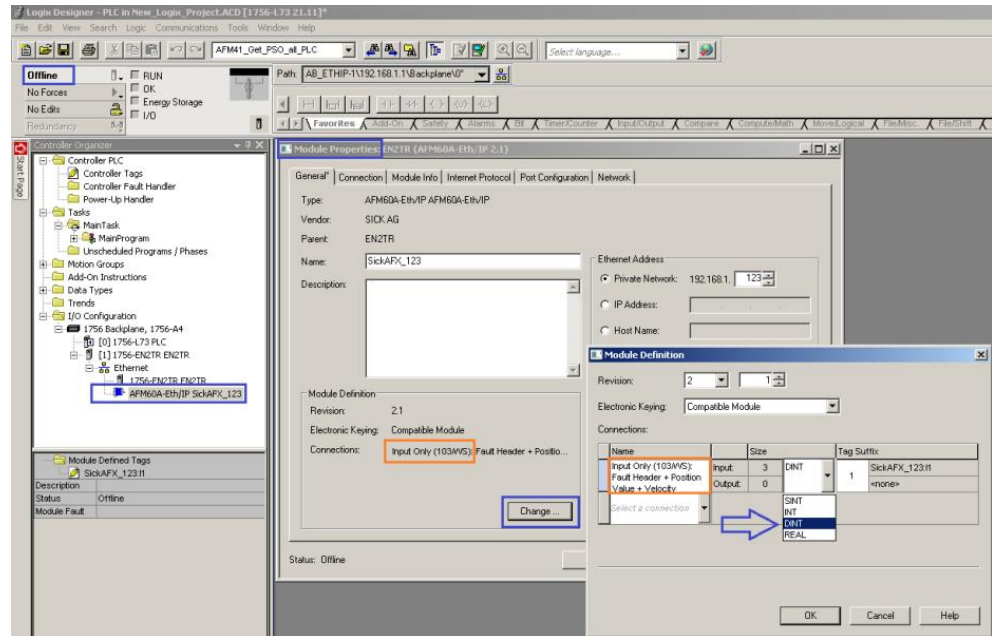 Logix Designer - PLC in New_Logix_Project.ACD [1756-L73 21.11]*
File Edit View Search Logic Communications Tools Window Help
AFM41_Get_PSO_all_PLC
Select language...
Offline
RUN
Path: AB_ETHIP-1\192.168.1.1\Backplane\0*
No Forces
OK
Energy Storage
No Edits
I/O
Redundancy
Favorites Add-On Safety Alarms Bit Timer/Counter Input/Output Compare Compute/Math Move/Logical File/Misc. File/Shift
Start Page
Controller Organizer
Controller PLC
Controller Tags
Controller Fault Handler
Power-Up Handler
Tasks
MainTask
MainProgram
Unscheduled Programs / Phases
Motion Groups
Add-On Instructions
Data Types
Trends
I/O Configuration
1756 Backplane, 1756-A4
[0] 1756-L73 PLC
[1] 1756-EN2TR EN2TR
Ethernet
1756-EN2TR EN2TR
AFM60A-Eth/IP SickAFX_123
Module Defined Tags
SickAFX_123:I1
Description
Status Offline
Module Fault
Module Properties: EN2TR (AFM60A-Eth/IP 2.1)
General* Connection Module Info Internet Protocol Port Configuration Network
Type: AFM60A-Eth/IP AFM60A-Eth/IP
Vendor: SICK AG
Parent: EN2TR
Name: SickAFX_123
Description:
Ethernet Address
Private Network: 192.168.1. 123
IP Address:
Host Name:
Module Definition
Revision: 2.1
Electronic Keying: Compatible Module
Connections: Input Only (103/WS): Fault Header + Positio...
Change ...
Status: Offline
Module Definition
Revision: 2 1
Electronic Keying: Compatible Module
Connections:
Name Size Tag Suffix
Input Only (103/WS): Fault Header + Position Value + Velocity
Input: 3 DINT 1 SickAFX_123:I1
Output: 0 <none>
Select a connection
SINT
INT
DINT
REAL
OK Cancel Help